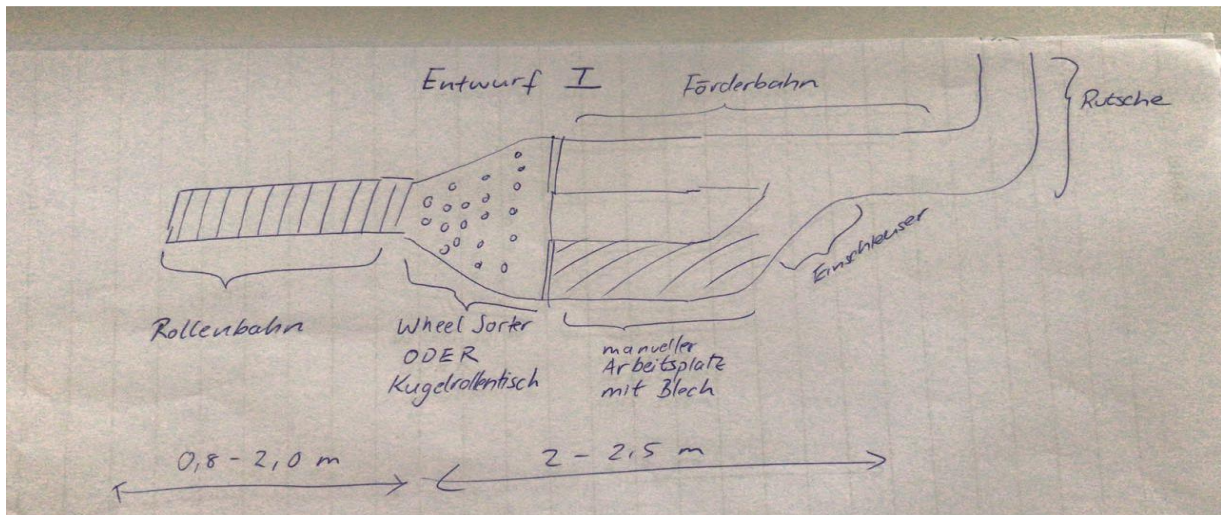 Entwurf I
Förderbahn
Rutsche
Einschleuser
Rollenbahn
Wheel Sorter
ODER
Kugelrollentisch
manueller
Arbeitsplatz
mit Blech
0,8 - 2,0 m
2 - 2,5 m